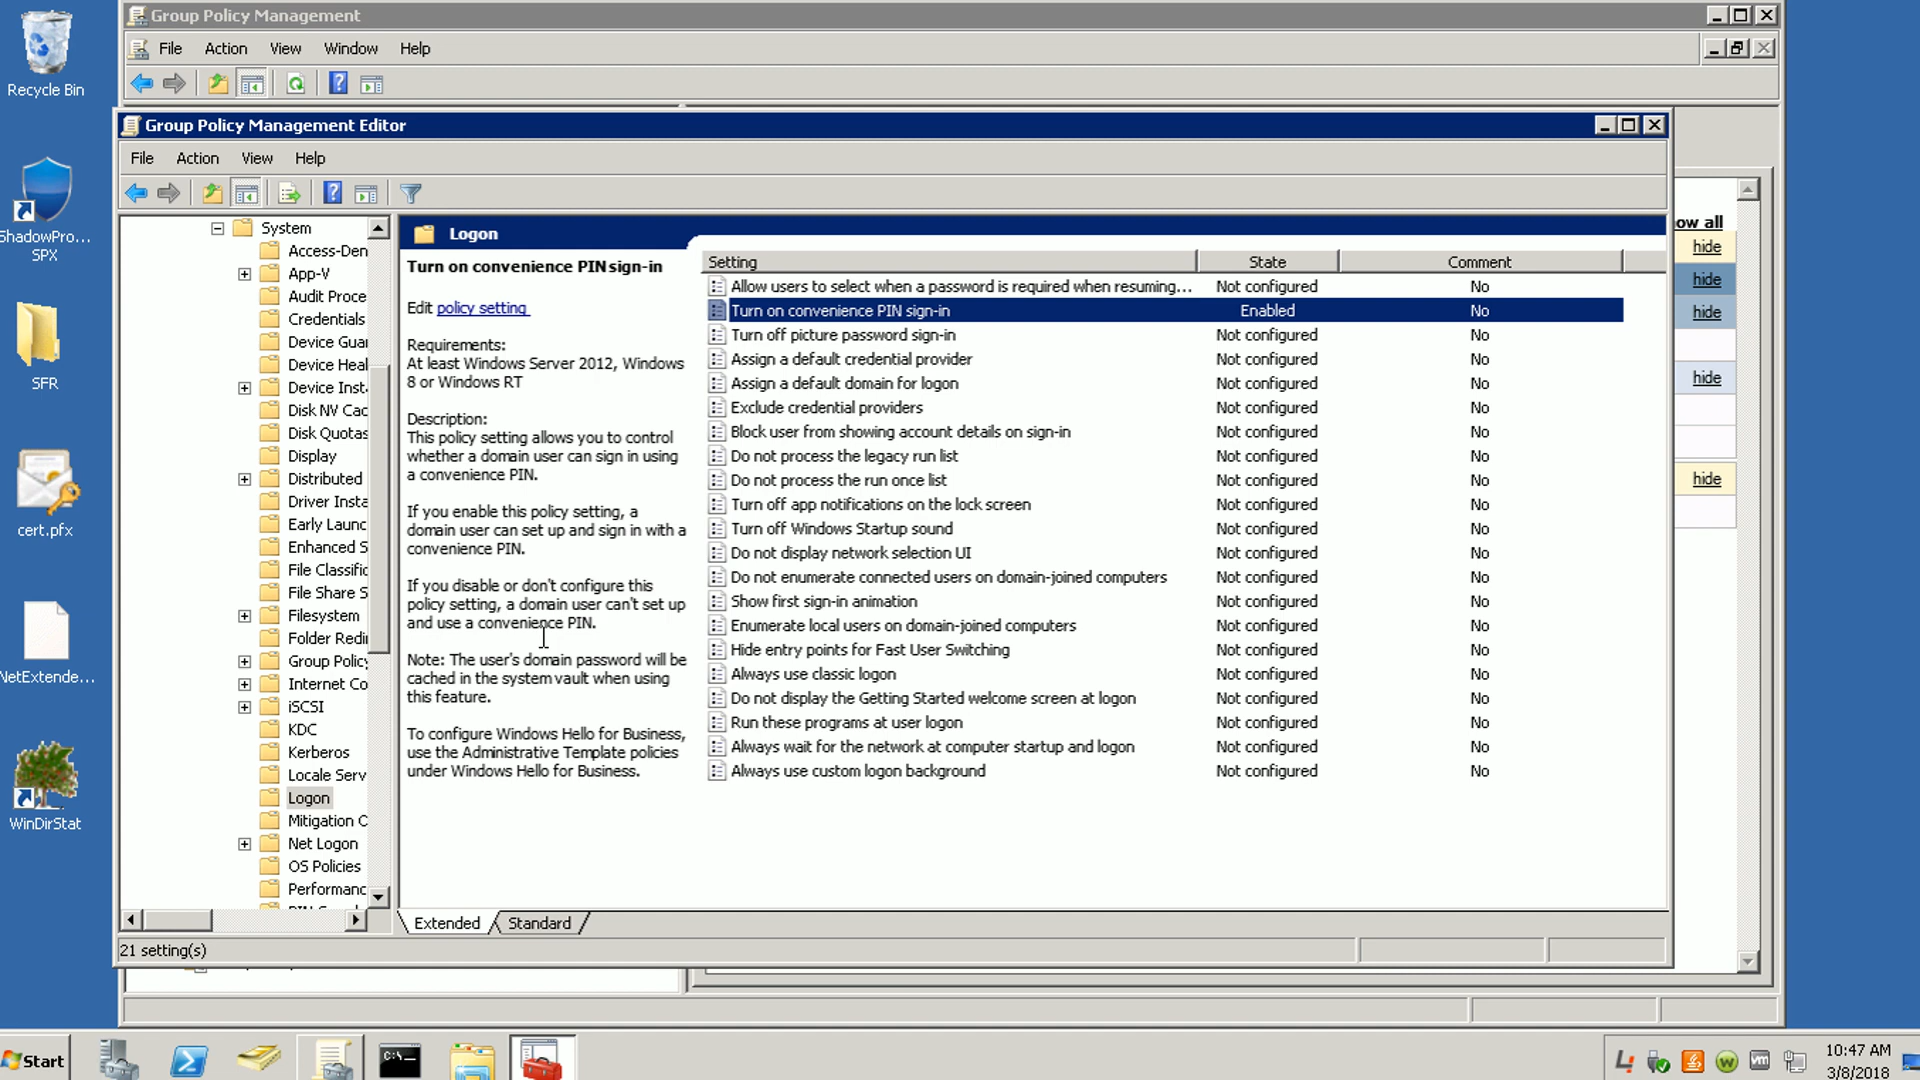 Group Policy Management
File Action View Window Help
Group Policy Management Editor
File Action View Help
Recycle Bin
ShadowPro...
SPX
SFR
cert.pfx
NetExtende...
WinDirStat
System
Access-Den
App-V
Audit Proce
Credentials
Device Gua
Device Heal
Device Inst
Disk NV Cac
Disk Quotas
Display
Distributed
Driver Insta
Early Launc
Enhanced S
File Classific
File Share S
Filesystem
Folder Redi
Group Policy
Internet Co
iSCSI
KDC
Kerberos
Locale Serv
Logon
Mitigation O
Net Logon
OS Policies
Performanc
Logon
Turn on convenience PIN sign-in
Edit policy setting
Requirements:
At least Windows Server 2012, Windows
8 or Windows RT
Description:
This policy setting allows you to control
whether a domain user can sign in using
a convenience PIN.
If you enable this policy setting, a
domain user can set up and sign in with a
convenience PIN.
If you disable or don't configure this
policy setting, a domain user can't set up
and use a convenience PIN.
Note: The user's domain password will be
cached in the system vault when using
this feature.
To configure Windows Hello for Business,
use the Administrative Template policies
under Windows Hello for Business.
Setting State Comment
Allow users to select when a password is required when resuming... Not configured No
Turn on convenience PIN sign-in Enabled No
Turn off picture password sign-in Not configured No
Assign a default credential provider Not configured No
Assign a default domain for logon Not configured No
Exclude credential providers Not configured No
Block user from showing account details on sign-in Not configured No
Do not process the legacy run list Not configured No
Do not process the run once list Not configured No
Turn off app notifications on the lock screen Not configured No
Turn off Windows Startup sound Not configured No
Do not display network selection UI Not configured No
Do not enumerate connected users on domain-joined computers Not configured No
Show first sign-in animation Not configured No
Enumerate local users on domain-joined computers Not configured No
Hide entry points for Fast User Switching Not configured No
Always use classic logon Not configured No
Do not display the Getting Started welcome screen at logon Not configured No
Run these programs at user logon Not configured No
Always wait for the network at computer startup and logon Not configured No
Always use custom logon background Not configured No
ow all
hide
hide
hide
hide
hide
Extended Standard
21 setting(s)
Start
C:\_
10:47 AM
3/8/2018